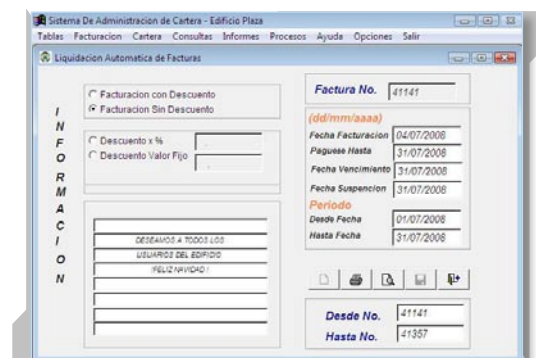 Sistema De Administracion de Cartera - Edificio Plaza
Tablas Facturacion Cartera Consultas Informes Procesos Ayuda Opciones Salir
Liquidacion Automatica de Facturas
INFORMACION
Facturacion con Descuento
Facturacion Sin Descuento
Descuento x %
Descuento Valor Fijo
DESEAMOS A TODOS LOS
USUARIOS DEL EDIFICIO
!FELIZ NAVIDAD!
Factura No. 41141
(dd/mm/aaaa)
Fecha Facturacion 04/07/2008
Paguese Hasta 31/07/2008
Fecha Vencimiento 31/07/2008
Fecha Suspencion 31/07/2008
Periodo
Desde Fecha 01/07/2008
Hasta Fecha 31/07/2008
Desde No. 41141
Hasta No. 41357